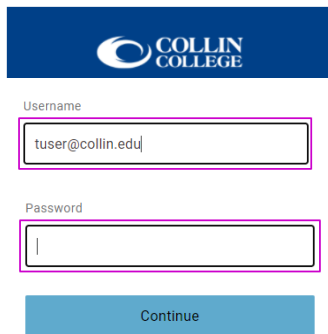 COLLIN
COLLEGE
Username
tuser@collin.edu
Password
Continue